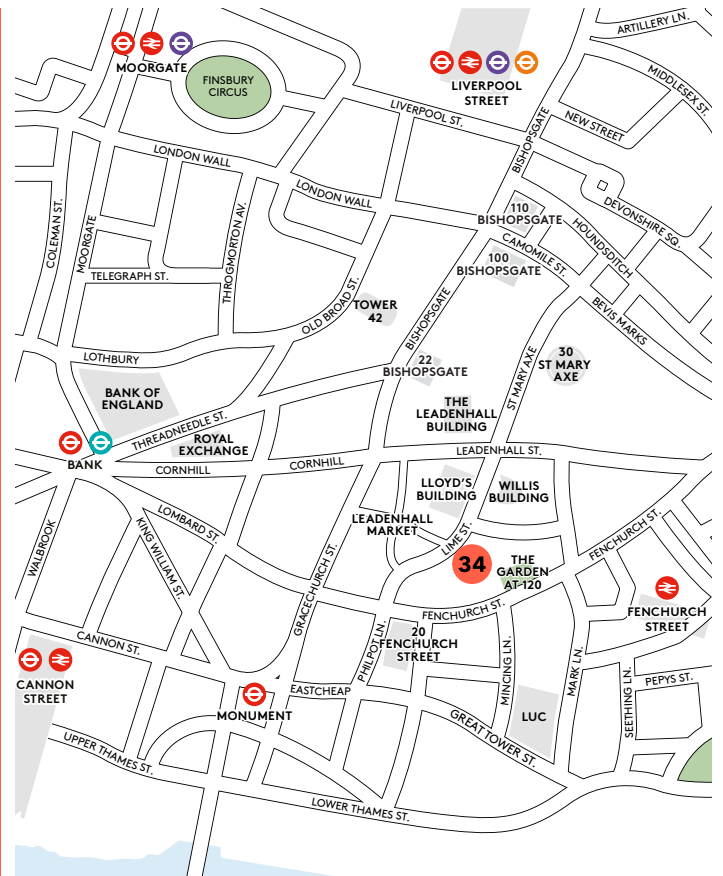 ARTILLERY LN.
MOORGATE
FINSBURY
CIRCUS
LIVERPOOL
STREET
MIDDLESEX ST.
LIVERPOOL ST.
NEW STREET
BISHOPSGATE
LONDON WALL
LONDON WALL
COLEMAN ST.
MOORGATE
THROGMORTON AV.
110
BISHOPSGATE
DEVONSHIRE SQ.
HOUNDSDITCH
CAMOMILE ST.
100
BISHOPSGATE
TELEGRAPH ST.
OLD BROAD ST.
TOWER
42
BISHOPSGATE
BEVIS MARKS
LOTHBURY
22
BISHOPSGATE
ST MARY AXE
30
ST MARY
AXE
BANK OF
ENGLAND
THE
LEADENHALL
BUILDING
THREADNEEDLE ST.
ROYAL
EXCHANGE
LEADENHALL ST.
BANK
CORNHILL
CORNHILL
LLOYD'S
BUILDING
WILLIS
BUILDING
LOMBARD ST.
KING WILLIAM ST.
WALBROOK
LEADENHALL
MARKET
LIME ST.
FENCHURCH ST.
34
THE
GARDEN
AT 120
GRACECHURCH ST.
FENCHURCH ST.
FENCHURCH
STREET
CANNON ST.
PHILPOT LN.
20
FENCHURCH
STREET
MINCING LN.
MARK LN.
SEETHING LN.
PEPYS ST.
CANNON
STREET
EASTCHEAP
MONUMENT
LUC
GREAT TOWER ST.
UPPER THAMES ST.
LOWER THAMES ST.